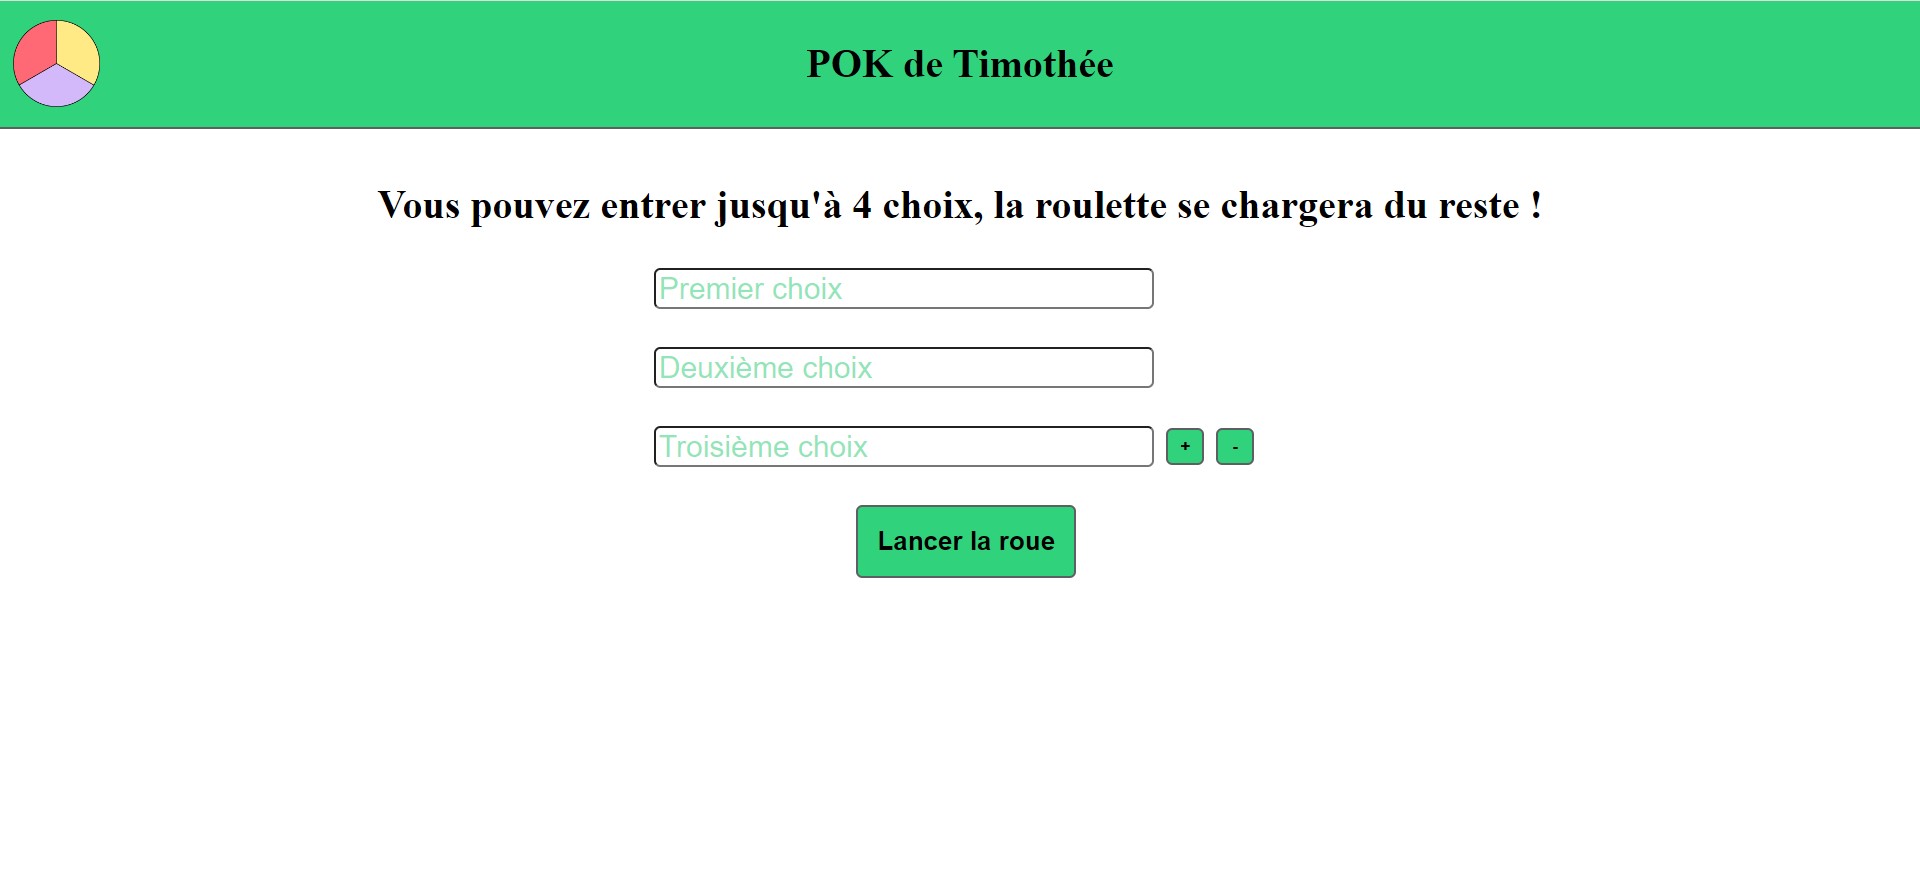 POK de Timothée
Vous pouvez entrer jusqu'à 4 choix, la roulette se chargera du reste !
Premier choix
Deuxième choix
Troisième choix + -
Lancer la roue